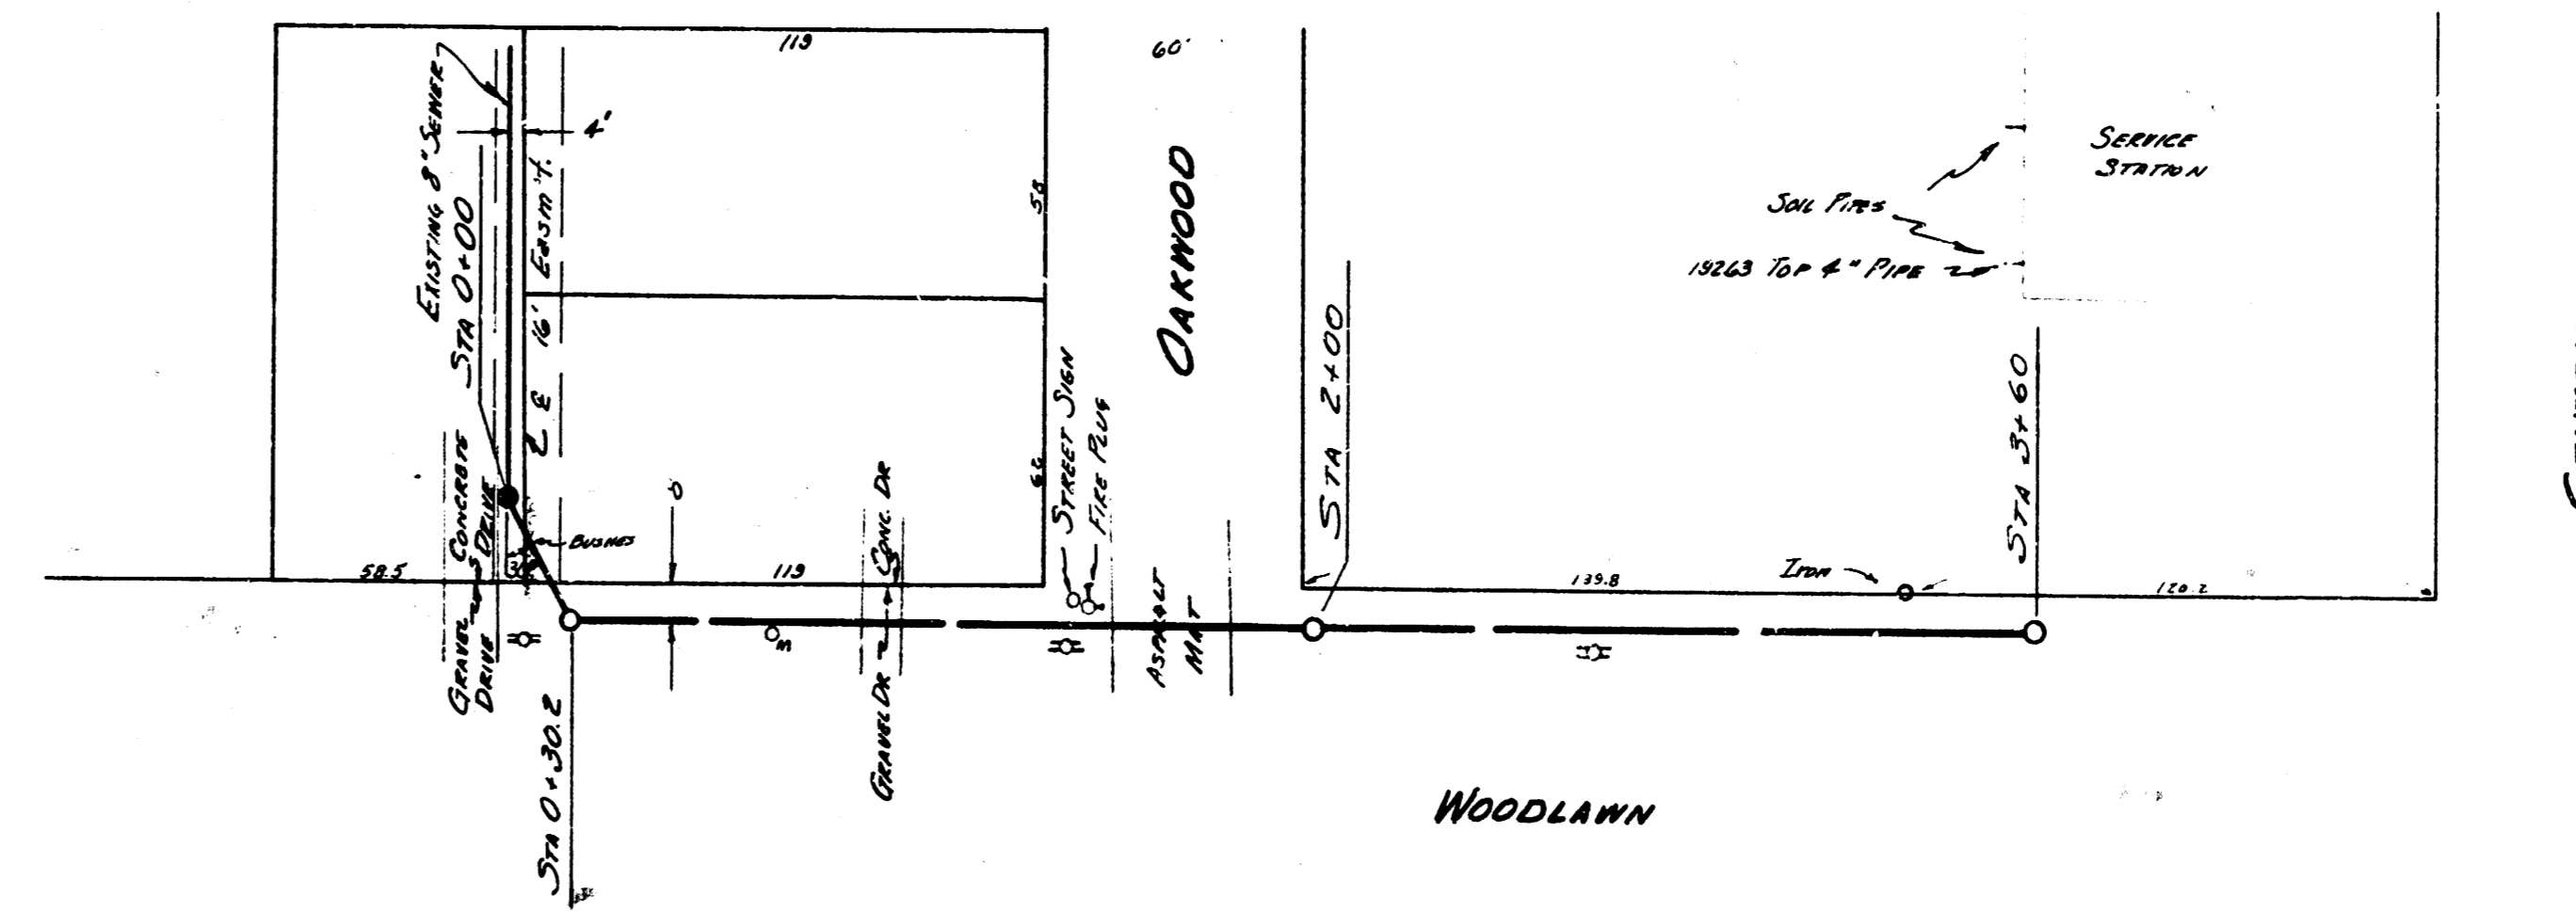 119
60'
EXISTING 8" SEWER
STA 0+00
4'
16' Easm't.
58
OAKWOOD
SERVICE
STATION
SOIL PIPES
19263 TOP 4" PIPE
STA 2+00
STA 3+60
STREET SIGN
FIRE PLUG
CONCRETE
DRIVE
BUSHES
CONC. DR
58.5
119
139.8
Iron
120.2
GRAVEL
DRIVE
M
GRAVEL DR
ASPHALT
MAT
STA 0+30.2
WOODLAWN